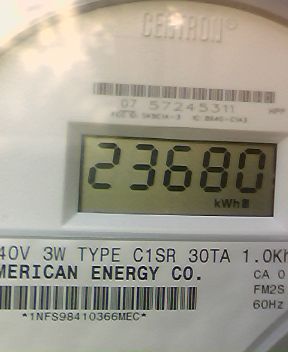 CENTRON®
07 57245311
23680
kWh
40V 3W TYPE C1SR 30TA 1.0Kh
MERICAN ENERGY CO.
CA 0
FM2S
60Hz
*1NFS98410366MEC*